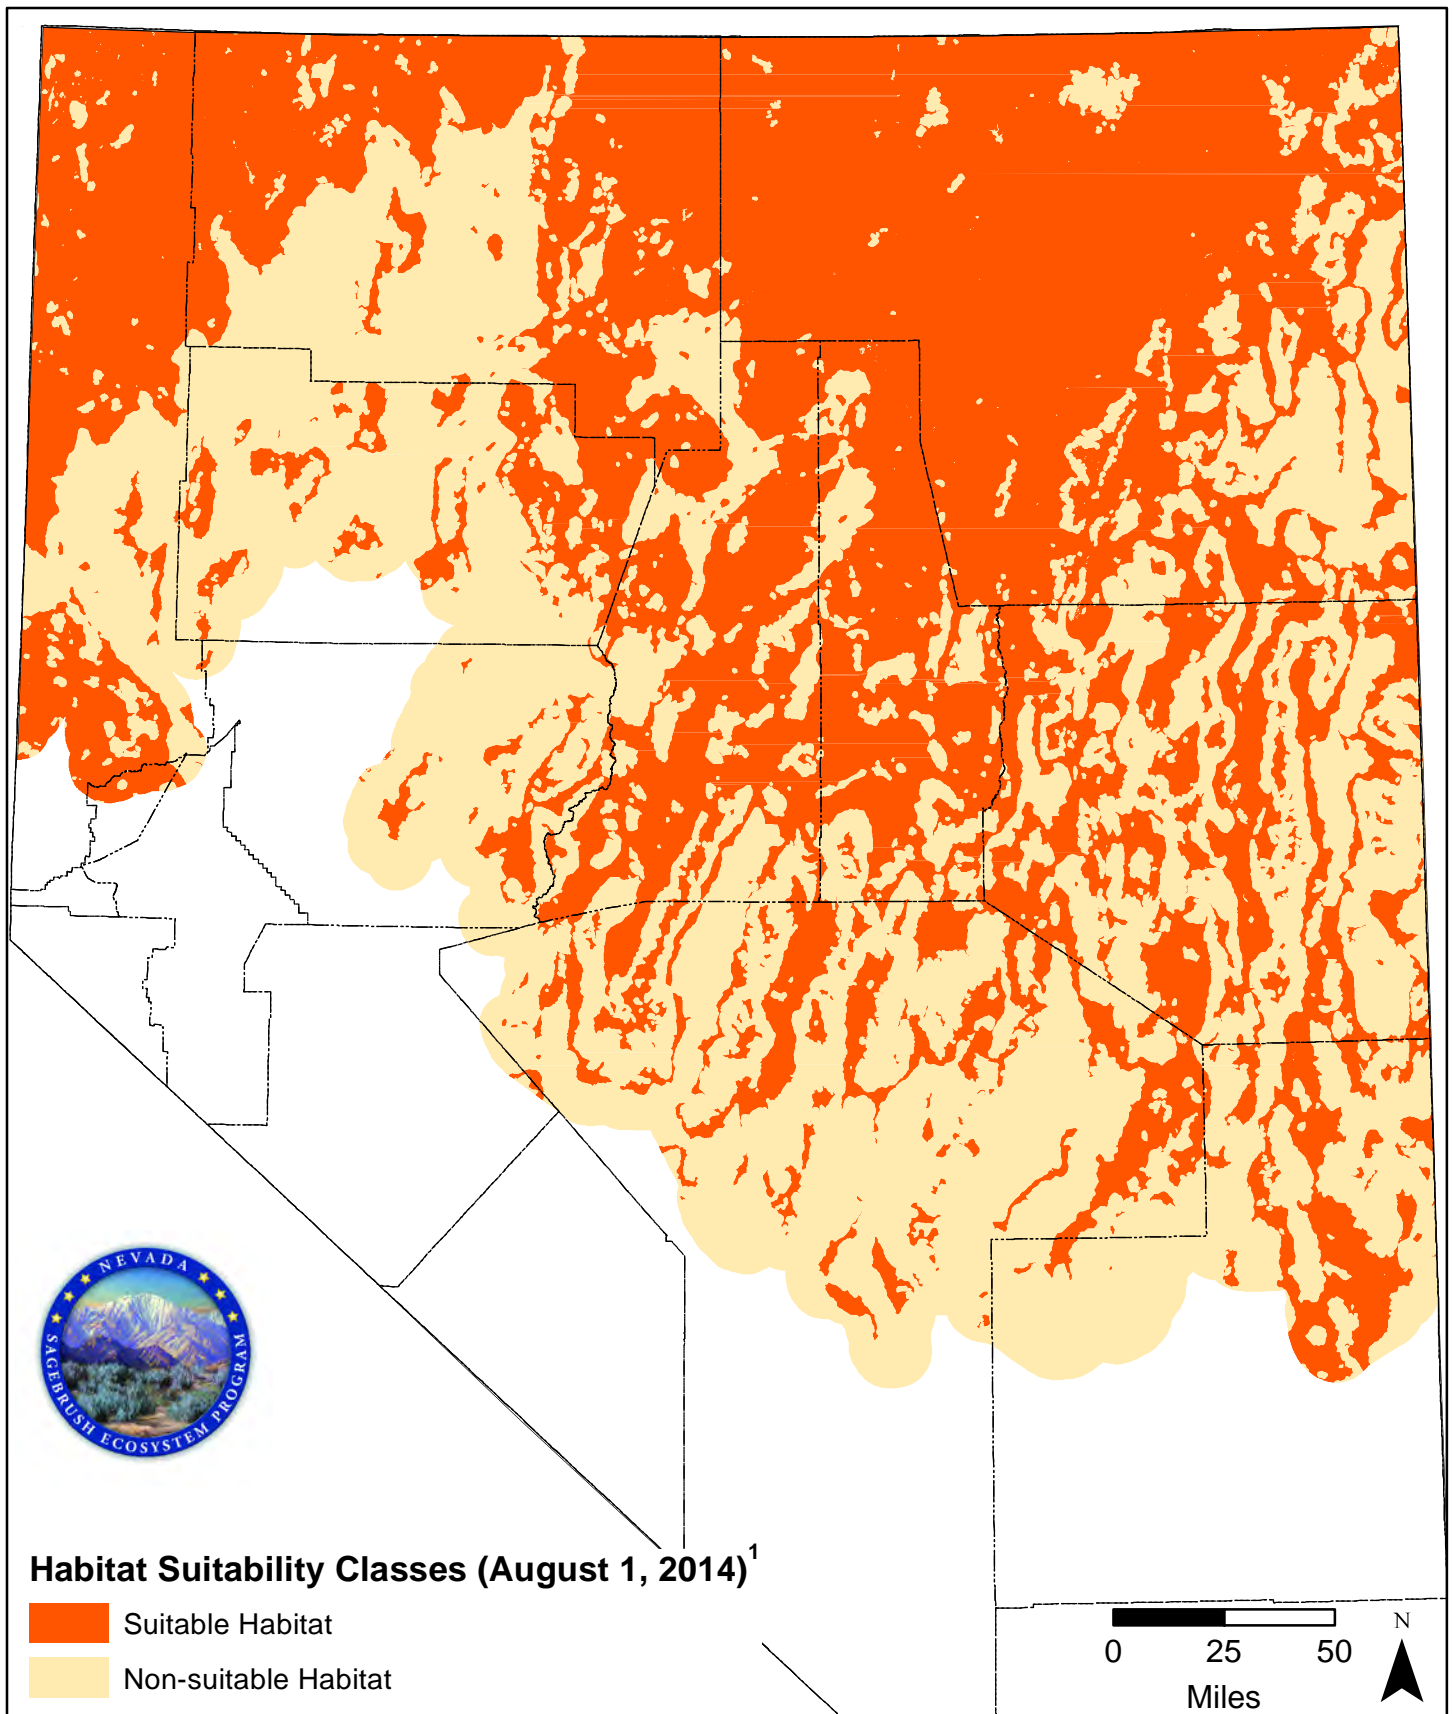 NEVADA
SAGEBRUSH ECOSYSTEM PROGRAM
Habitat Suitability Classes (August 1, 2014)1
Suitable Habitat
Non-suitable Habitat
0 25 50
Miles
N